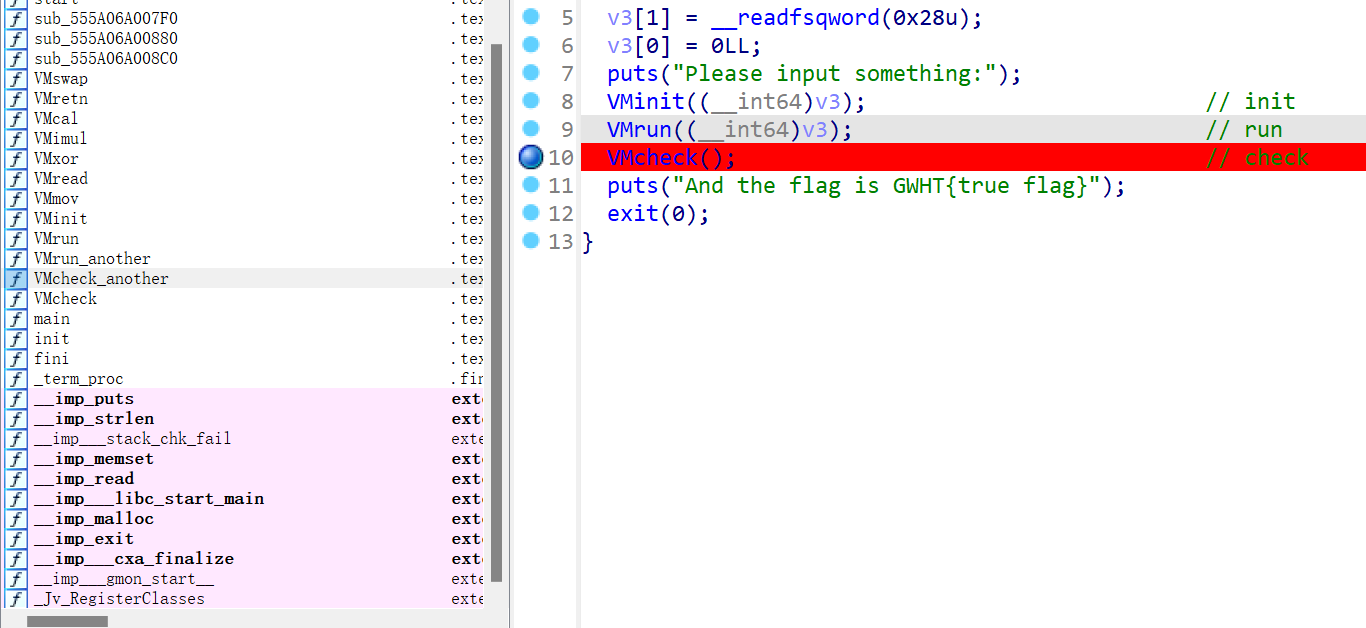 start .tex
sub_555A06A007F0 .tex
sub_555A06A00880 .tex
sub_555A06A008C0 .tex
VMswap .tex
VMretn .tex
VMcal .tex
VMimul .tex
VMxor .tex
VMread .tex
VMmov .tex
VMinit .tex
VMrun .tex
VMrun_another .tex
VMcheck_another .tex
VMcheck .tex
main .tex
init .tex
fini .tex
_term_proc .fin
__imp_puts exte
__imp_strlen exte
__imp___stack_chk_fail exte
__imp_memset exte
__imp_read exte
__imp___libc_start_main exte
__imp_malloc exte
__imp_exit exte
__imp___cxa_finalize exte
__imp___gmon_start__ exte
_Jv_RegisterClasses exte
5 v3[1] = __readfsqword(0x28u);
6 v3[0] = 0LL;
7 puts("Please input something:");
8 VMinit((__int64)v3); // init
9 VMrun((__int64)v3); // run
10 VMcheck(); // check
11 puts("And the flag is GWHT{true flag}");
12 exit(0);
13 }